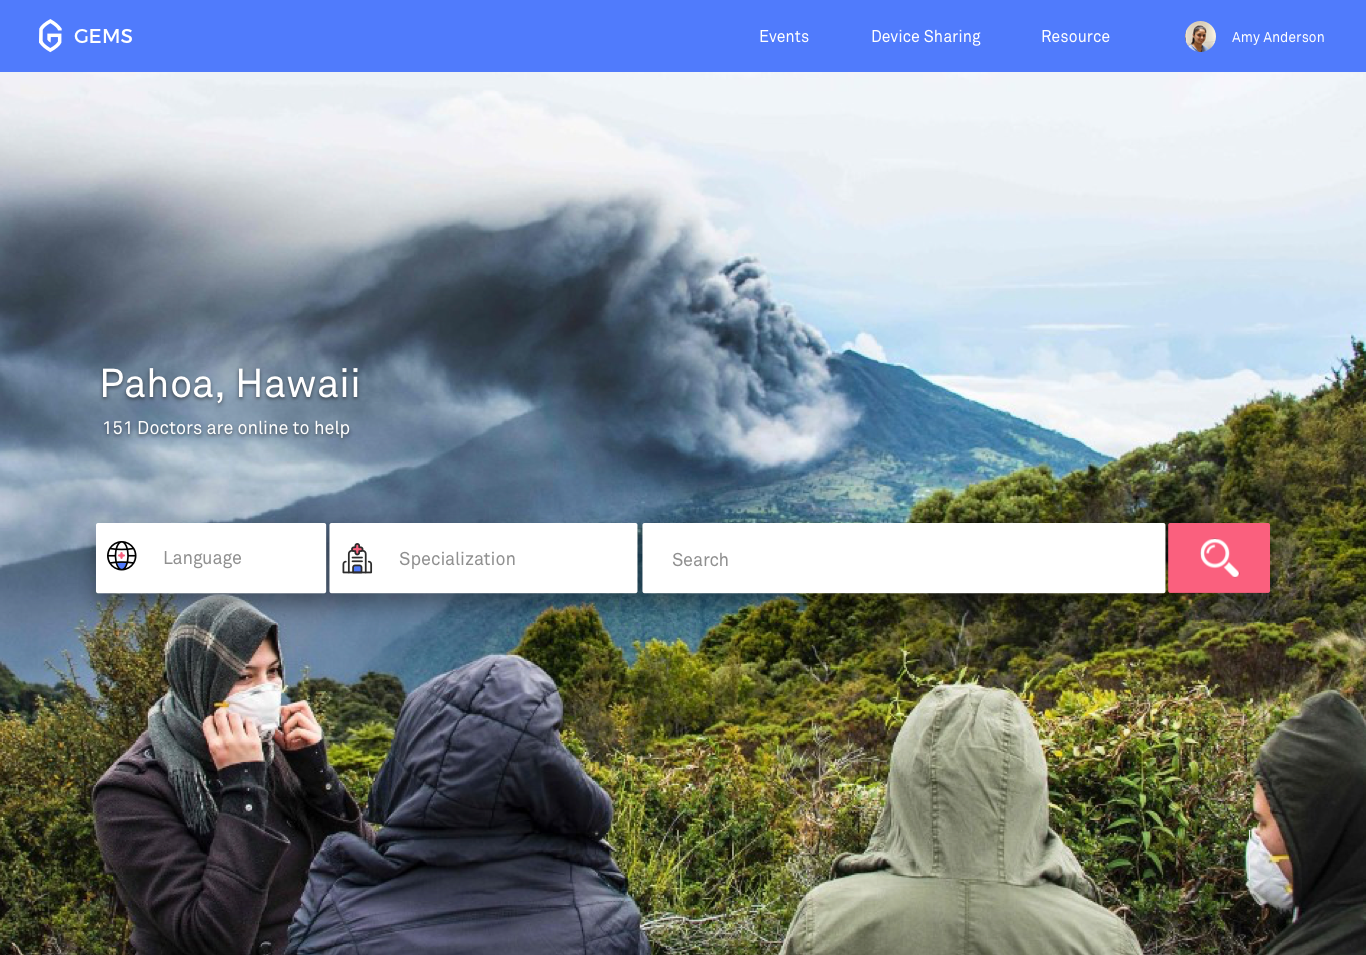 GEMS
Events
Device Sharing
Resource
Amy Anderson
Pahoa, Hawaii
151 Doctors are online to help
Language
Specialization
Search